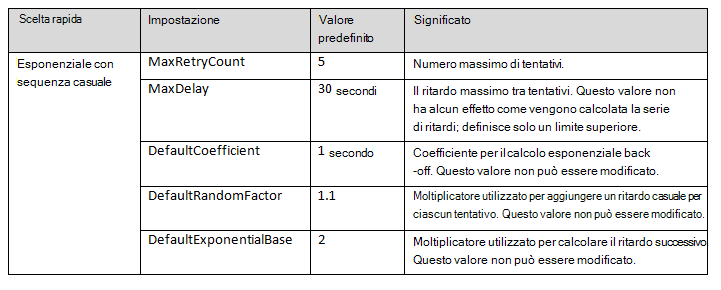 Scelta rapida
Impostazione
Valore
predefinito
Significato
Esponenziale con
sequenza casuale
MaxRetryCount
5
Numero massimo di tentativi.
MaxDelay
30 secondi
Il ritardo massimo tra tentativi. Questo valore non
ha alcun effetto come vengono calcolata la serie
di ritardi; definisce solo un limite superiore.
DefaultCoefficient
1 secondo
Coefficiente per il calcolo esponenziale back
-off. Questo valore non può essere modificato.
DefaultRandomFactor
1.1
Moltiplicatore utilizzato per aggiungere un ritardo casuale per
ciascun tentativo. Questo valore non può essere modificato.
DefaultExponentialBase
2
Moltiplicatore utilizzato per calcolare il ritardo successivo
Questo valore non può essere modificato.